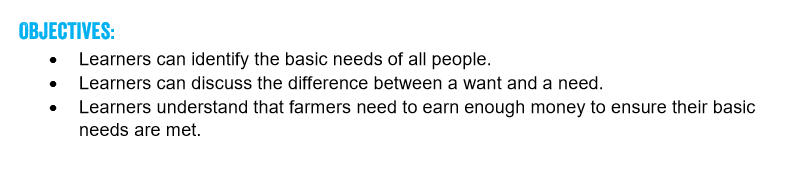 OBJECTIVES:
• Learners can identify the basic needs of all people.
• Learners can discuss the difference between a want and a need.
• Learners understand that farmers need to earn enough money to ensure their basic
needs are met.